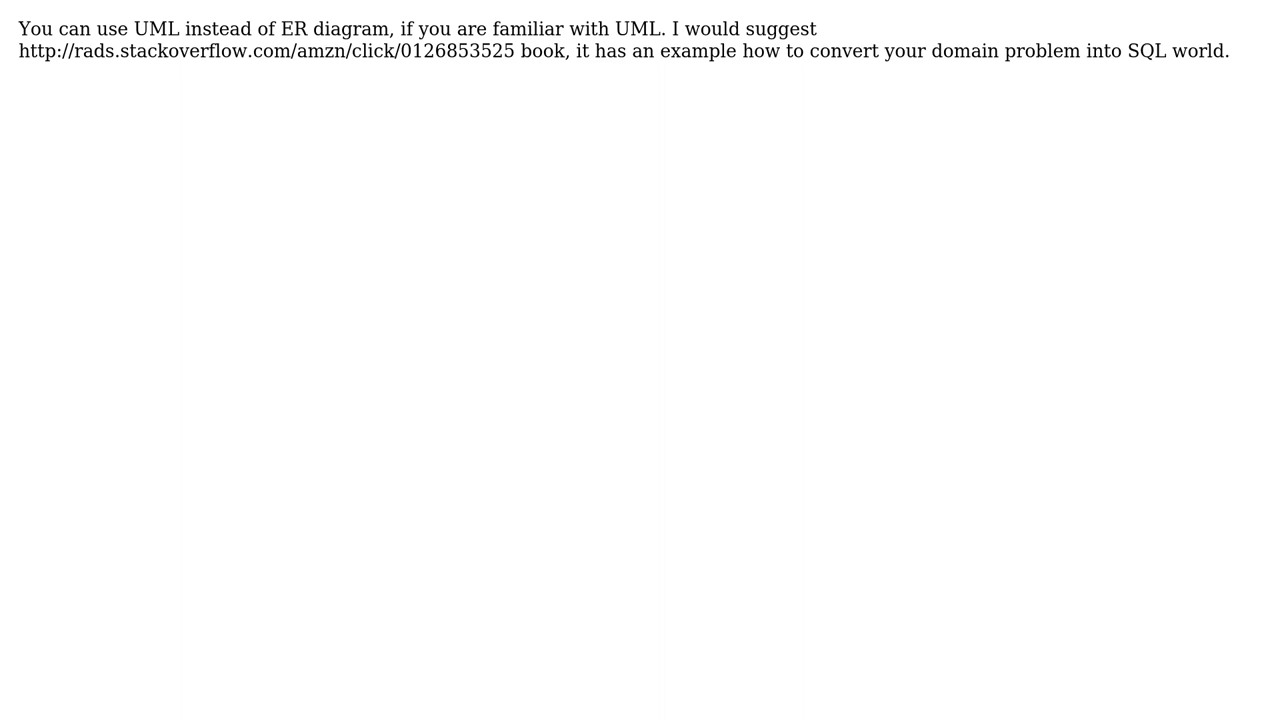 You can use UML instead of ER diagram, if you are familiar with UML. I would suggest
http://rads.stackoverflow.com/amzn/click/0126853525 book, it has an example how to convert your domain problem into SQL world.